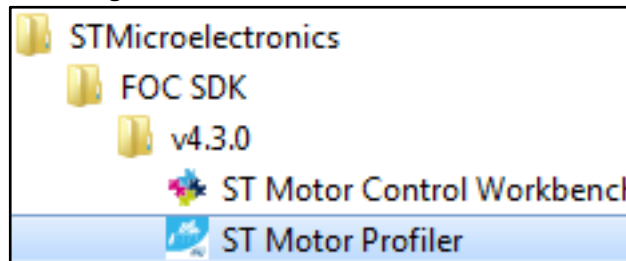 STMicroelectronics
FOC SDK
v4.3.0
ST Motor Control Workbench
ST Motor Profiler